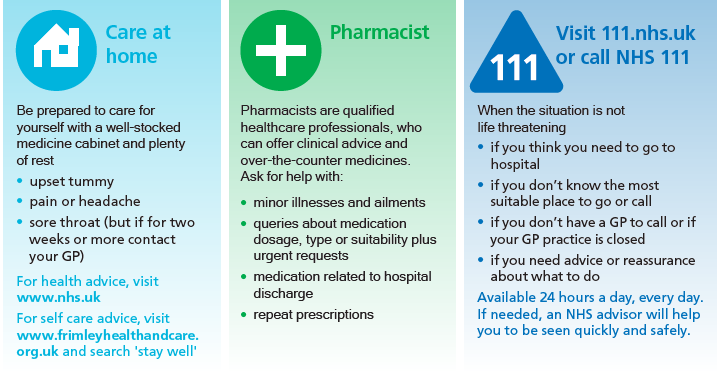 Care at
home
Be prepared to care for
yourself with a well-stocked
medicine cabinet and plenty
of rest
• upset tummy
• pain or headache
• sore throat (but if for two
weeks or more contact
your GP)
For health advice, visit
www.nhs.uk
For self care advice, visit
www.frimleyhealthandcare.
org.uk and search 'stay well'
Pharmacist
Pharmacists are qualified
healthcare professionals, who
can offer clinical advice and
over-the-counter medicines.
Ask for help with:
• minor illnesses and ailments
• queries about medication
dosage, type or suitability plus
urgent requests
• medication related to hospital
discharge
• repeat prescriptions
111
Visit 111.nhs.uk
or call NHS 111
When the situation is not
life threatening
• if you think you need to go to
hospital
• if you don't know the most
suitable place to go or call
• if you don't have a GP to call or if
your GP practice is closed
• if you need advice or reassurance
about what to do
Available 24 hours a day, every day.
If needed, an NHS advisor will help
you to be seen quickly and safely.